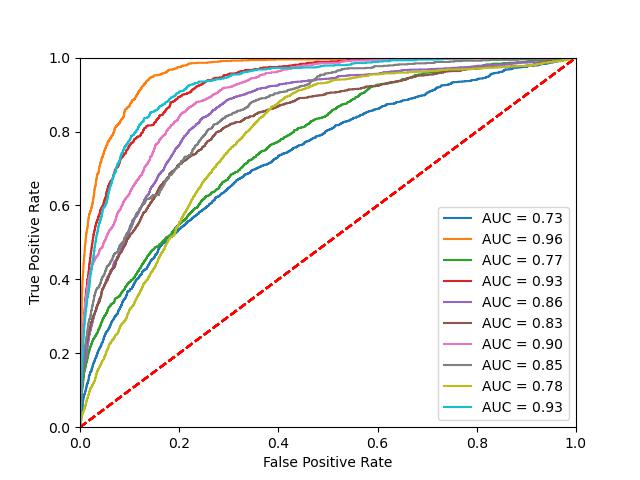 1.0
0.8
0.6
0.4
0.2
0.0
True Positive Rate
AUC = 0.73
AUC = 0.96
AUC = 0.77
AUC = 0.93
AUC = 0.86
AUC = 0.83
AUC = 0.90
AUC = 0.85
AUC = 0.78
AUC = 0.93
0.0 0.2 0.4 0.6 0.8 1.0
False Positive Rate